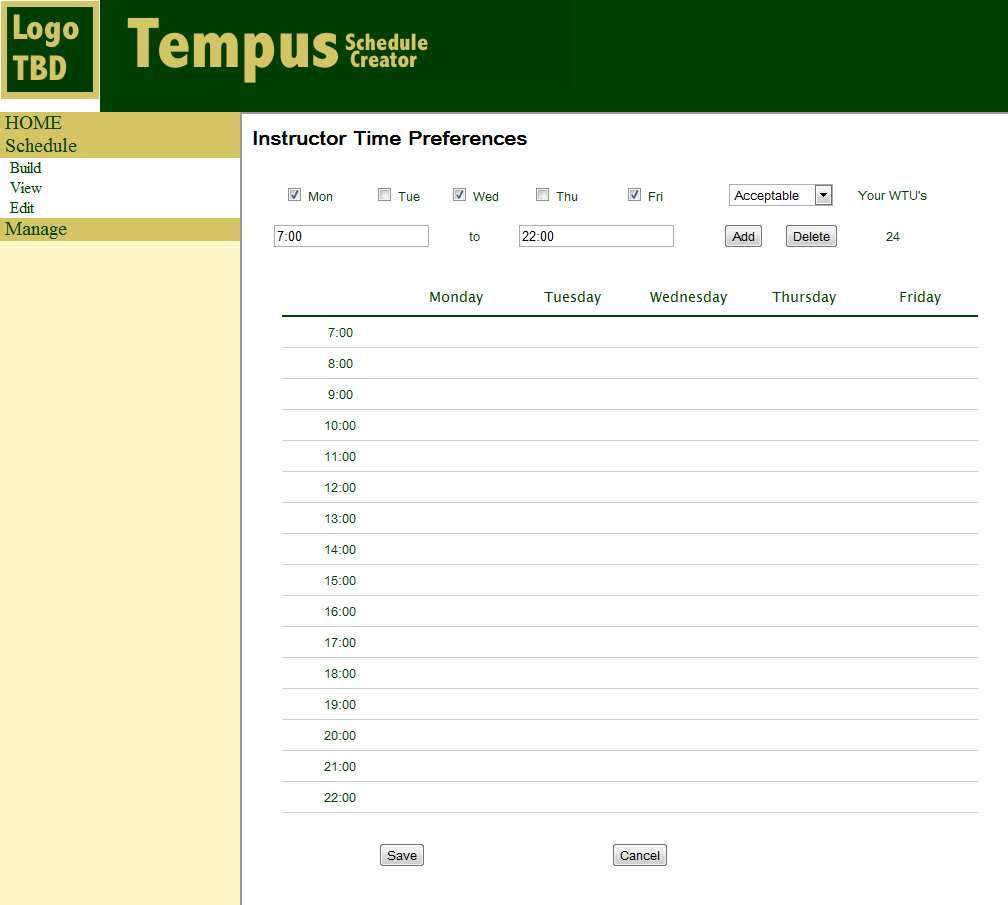 Logo
TBD
Tempus Schedule
Creator
HOME
Schedule
Build
View
Edit
Manage
Instructor Time Preferences
Mon Tue Wed Thu Fri Acceptable Your WTU's
7:00 to 22:00 Add Delete 24
Monday Tuesday Wednesday Thursday Friday
7:00
8:00
9:00
10:00
11:00
12:00
13:00
14:00
15:00
16:00
17:00
18:00
19:00
20:00
21:00
22:00
Save Cancel